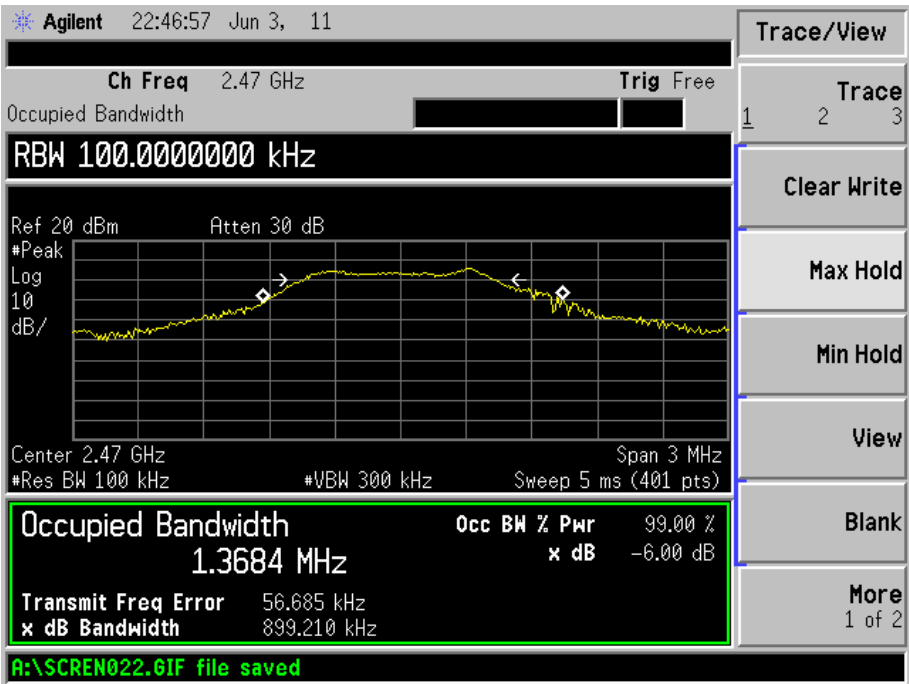 Agilent 22:46:57 Jun 3, 11
Trace/View
Ch Freq 2.47 GHz Trig Free
Occupied Bandwidth
Trace
1 2 3
RBW 100.0000000 kHz
Clear Write
Ref 20 dBm Atten 30 dB
#Peak
Log
10
dB/
Max Hold
Min Hold
View
Center 2.47 GHz Span 3 MHz
#Res BW 100 kHz #VBW 300 kHz Sweep 5 ms (401 pts)
Occupied Bandwidth
1.3684 MHz
Occ BW % Pwr 99.00 %
x dB -6.00 dB
Blank
Transmit Freq Error 56.685 kHz
x dB Bandwidth 899.210 kHz
More
1 of 2
A:\SCREN022.GIF file saved